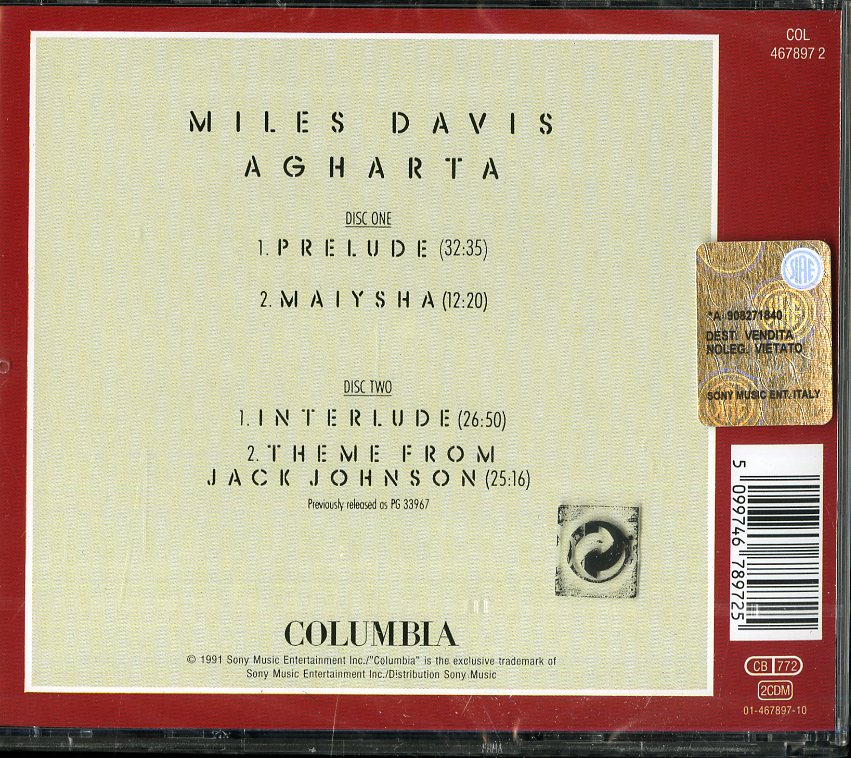 COL
467897 2
MILES DAVIS
AGHARTA
DISC ONE
1. PRELUDE (32:35)
2. MAIYSHA (12:20)
DISC TWO
1. INTERLUDE (26:50)
2. THEME FROM
JACK JOHNSON (25:16)
Previously released as PG 33967
SIAE
*A 908271840
DEST. VENDITA
NOLEG. VIETATO
SONY MUSIC ENT. ITALY
5 099746 789725
COLUMBIA
© 1991 Sony Music Entertainment Inc./"Columbia" is the exclusive trademark of
Sony Music Entertainment Inc./Distribution Sony Music
CB 772
2CDM
01-467897-10